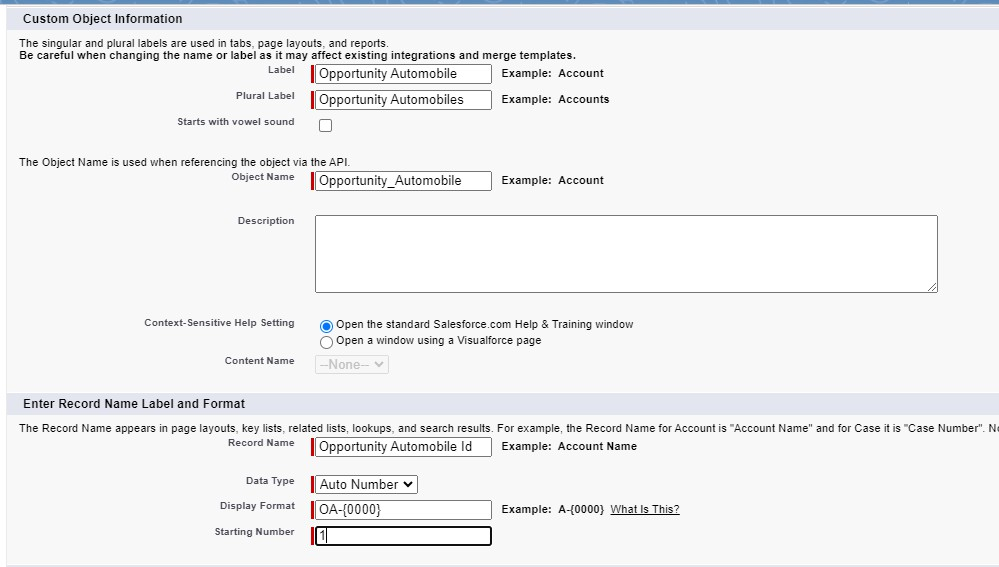 Custom Object Information
The singular and plural labels are used in tabs, page layouts, and reports.
Be careful when changing the name or label as it may affect existing integrations and merge templates.
Label Opportunity Automobile Example: Account
Plural Label Opportunity Automobiles Example: Accounts
Starts with vowel sound
The Object Name is used when referencing the object via the API.
Object Name Opportunity_Automobile Example: Account
Description
Context-Sensitive Help Setting Open the standard Salesforce.com Help & Training window
Open a window using a Visualforce page
Content Name --None--
Enter Record Name Label and Format
The Record Name appears in page layouts, key lists, related lists, lookups, and search results. For example, the Record Name for Account is "Account Name" and for Case it is "Case Number".
Record Name Opportunity Automobile Id Example: Account Name
Data Type Auto Number
Display Format OA-{0000} Example: A-{0000} What Is This?
Starting Number 1